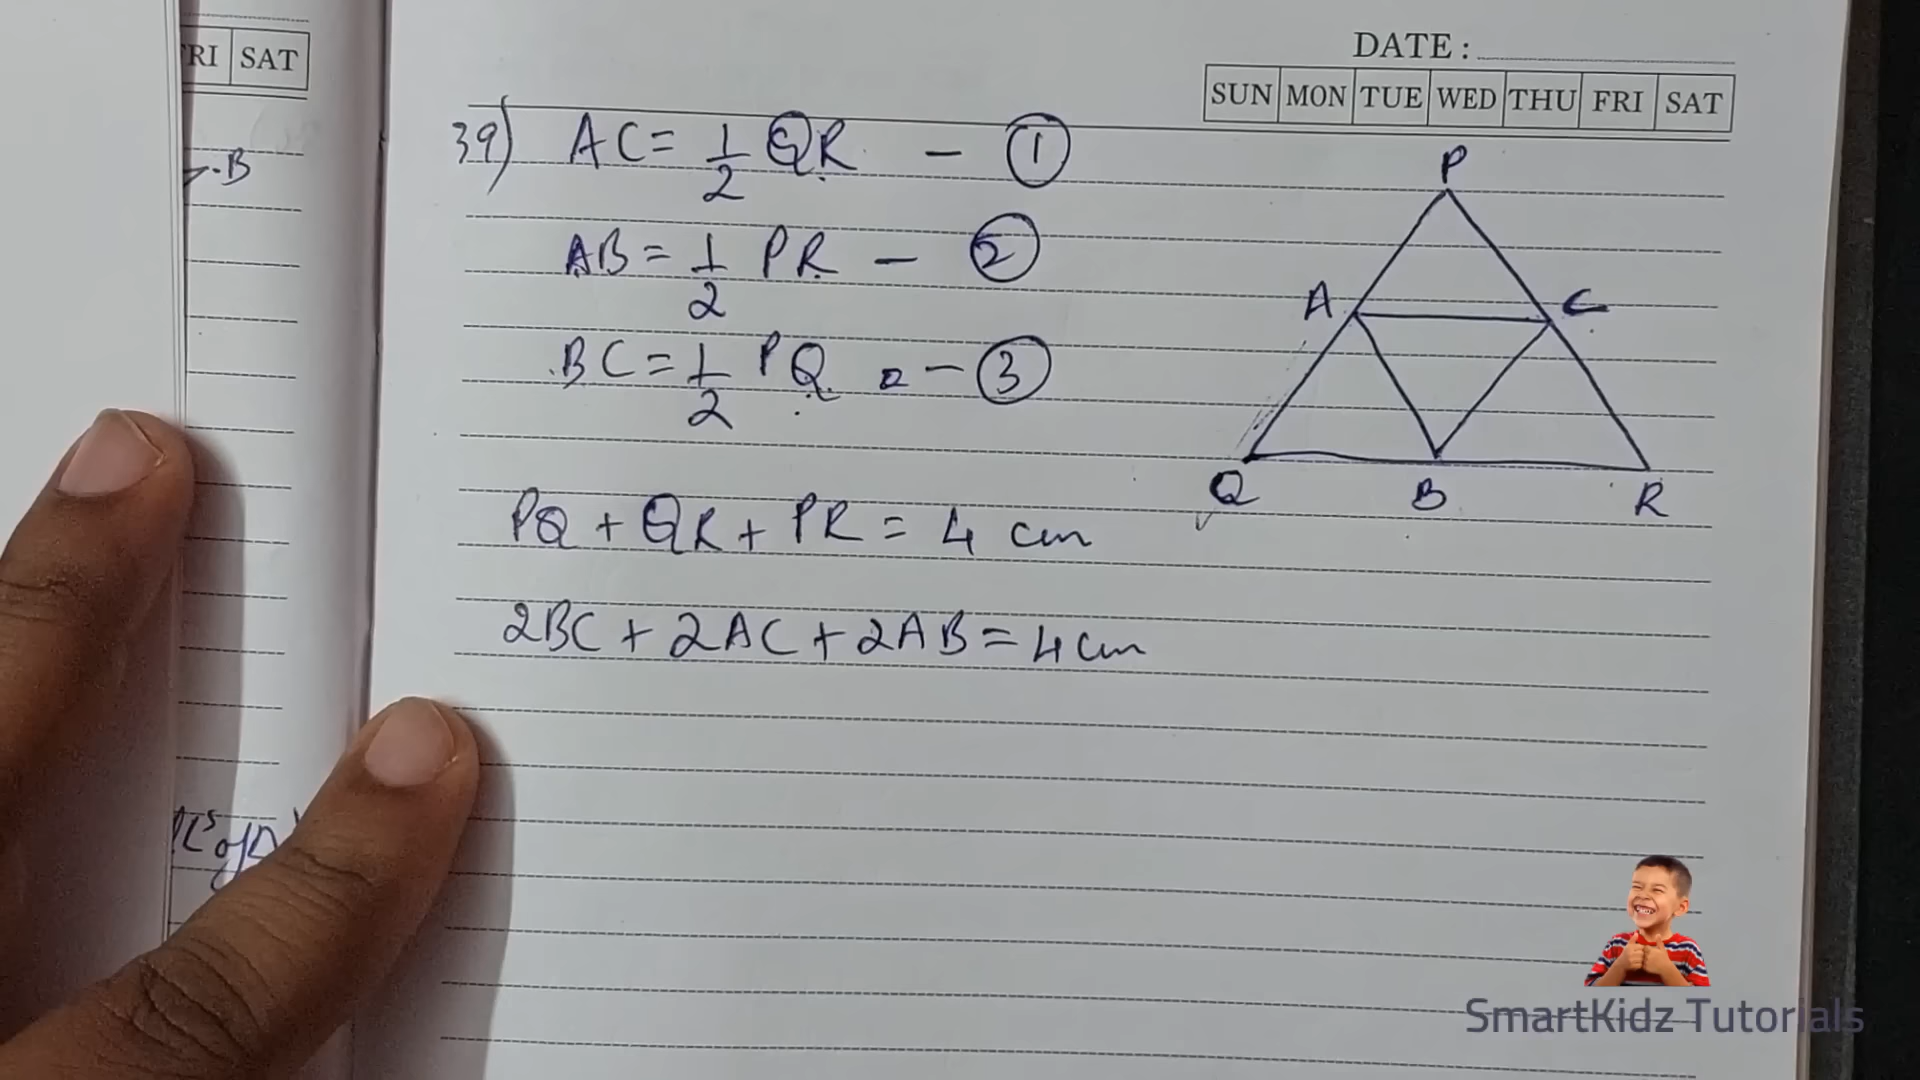 FRI SAT
.B
DATE :
SUN MON TUE WED THU FRI SAT
39) AC = 1/2 QR - ①
AB = 1/2 PR - ②
BC = 1/2 PQ - ③
PQ + QR + PR = 4 cm
2BC + 2AC + 2AB = 4 cm
P
A C
Q B R
SmartKidz Tutorials